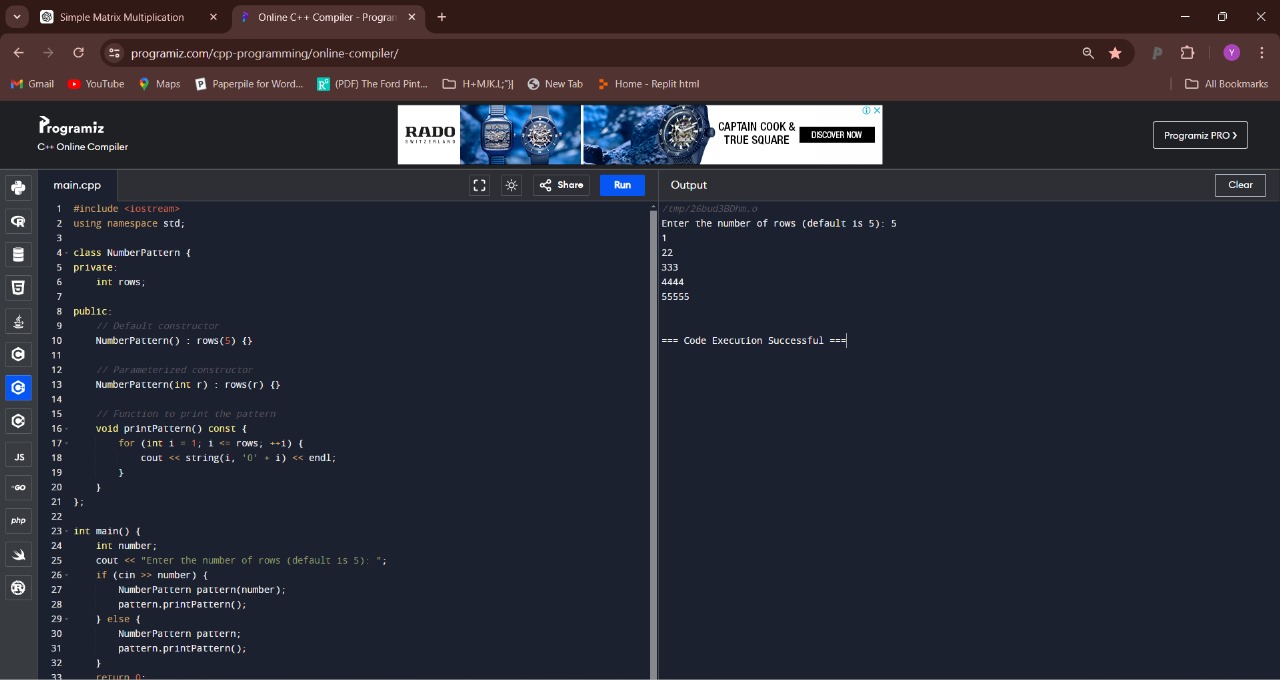 Simple Matrix Multiplication
Online C++ Compiler - Program
programiz.com/cpp-programming/online-compiler/
Y
Gmail
YouTube
Maps
Paperpile for Word...
(PDF) The Ford Pint...
H+MJK,L;"}{
New Tab
Home - Replit html
All Bookmarks
Programiz
C++ Online Compiler
RADO
SWITZERLAND
CAPTAIN COOK &
TRUE SQUARE
DISCOVER NOW
Programiz PRO >
main.cpp
Share
Run
Output
Clear
1 #include <iostream>
2 using namespace std;
3
4 class NumberPattern {
5 private:
6     int rows;
7
8 public:
9     // Default constructor
10     NumberPattern() : rows(5) {}
11
12     // Parameterized constructor
13     NumberPattern(int r) : rows(r) {}
14
15     // Function to print the pattern
16     void printPattern() const {
17         for (int i = 1; i <= rows; ++i) {
18             cout << string(i, '0' + i) << endl;
19         }
20     }
21 };
22
23 int main() {
24     int number;
25     cout << "Enter the number of rows (default is 5): ";
26     if (cin >> number) {
27         NumberPattern pattern(number);
28         pattern.printPattern();
29     } else {
30         NumberPattern pattern;
31         pattern.printPattern();
32     }
33     return 0;
/tmp/26bud3BDhm.o
Enter the number of rows (default is 5): 5
1
22
333
4444
55555
=== Code Execution Successful ===
JS
GO
php